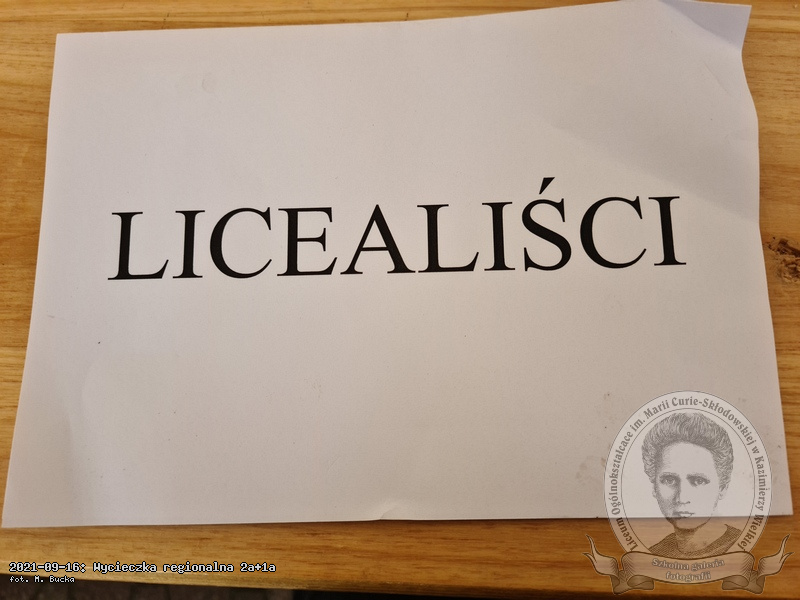 LICEALIŚCI
Liceum Ogólnokształcące im. Marii Curie-Skłodowskiej w Kazimierzy Wielkiej
Szkolna galeria
fotografii
2021-09-16: Wycieczka regionalna 2a+1a
fot. M. Bucka